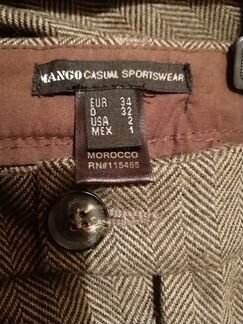 MANGO CASUAL SPORTSWEAR
EUR 34
D 32
USA 2
MEX 1
MOROCCO
RN#115465